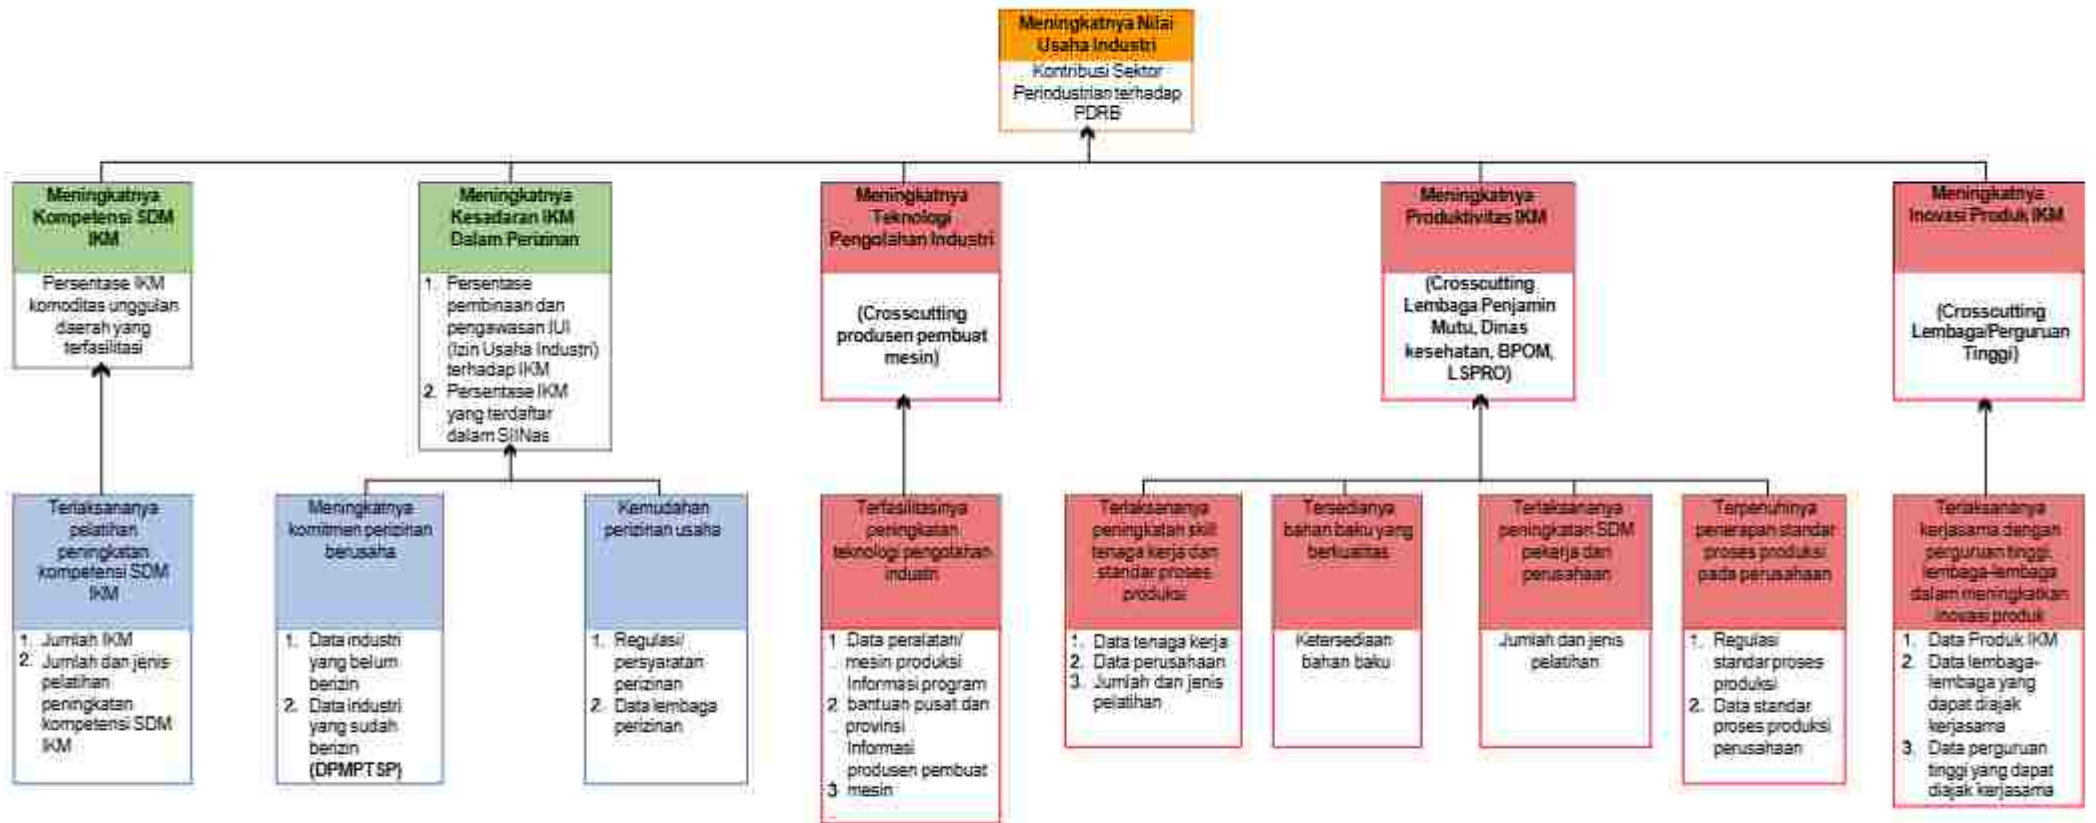 Meningkatnya Nilai
Usaha Industri
Kontribusi Sektor
Perindustrian terhadap
PDRB
Meningkatnya
Kompetensi SDM
IKM
Persentase IKM
komoditas unggulan
daerah yang
terfasilitasi
Meningkatnya
Kesadaran IKM
Dalam Perizinan
1. Persentase
pembinaan dan
pengawasan IUI
(Izin Usaha Industri)
terhadap IKM
2. Persentase IKM
yang terdaftar
dalam SIINas
Meningkatnya
Teknologi
Pengolahan Industri
(Crosscutting
produsen pembuat
mesin)
Meningkatnya
Produktivitas IKM
(Crosscutting
Lembaga Penjamin
Mutu, Dinas
kesehatan, BPOM,
LSPRO)
Meningkatnya
Inovasi Produk IKM
(Crosscutting
Lembaga/Perguruan
Tinggi)
Terlaksananya
pelatihan
peningkatan
kompetensi SDM
IKM
1. Jumlah IKM
2. Jumlah dan jenis
pelatihan
peningkatan
kompetensi SDM
IKM
Meningkatnya
komitmen perizinan
berusaha
1. Data industri
yang belum
berizin
2. Data industri
yang sudah
berizin
(DPMPTSP)
Kemudahan
perizinan usaha
1. Regulasi/
persyaratan
perizinan
2. Data lembaga
perizinan
Terfasilitasinya
peningkatan
teknologi pengolahan
industri
1 Data peralatan/
. mesin produksi
Informasi program
2 bantuan pusat dan
. provinsi
Informasi
produsen pembuat
3 mesin
.
Terlaksananya
peningkatan skill
tenaga kerja dan
standar proses
produksi
1. Data tenaga kerja
2. Data perusahaan
3. Jumlah dan jenis
pelatihan
Tersedianya
bahan baku yang
berkualitas
Ketersediaan
bahan baku
Terlaksananya
peningkatan SDM
pekerja dan
perusahaan
Jumlah dan jenis
pelatihan
Terpenuhinya
penerapan standar
proses produksi
pada perusahaan
1. Regulasi
standar proses
produksi
2. Data standar
proses produksi
perusahaan
Terlaksananya
kerjasama dengan
perguruan tinggi,
lembaga-lembaga
dalam meningkatkan
inovasi produk
1. Data Produk IKM
2. Data lembaga-
lembaga yang
dapat diajak
kerjasama
3. Data perguruan
tinggi yang dapat
diajak kerjasama